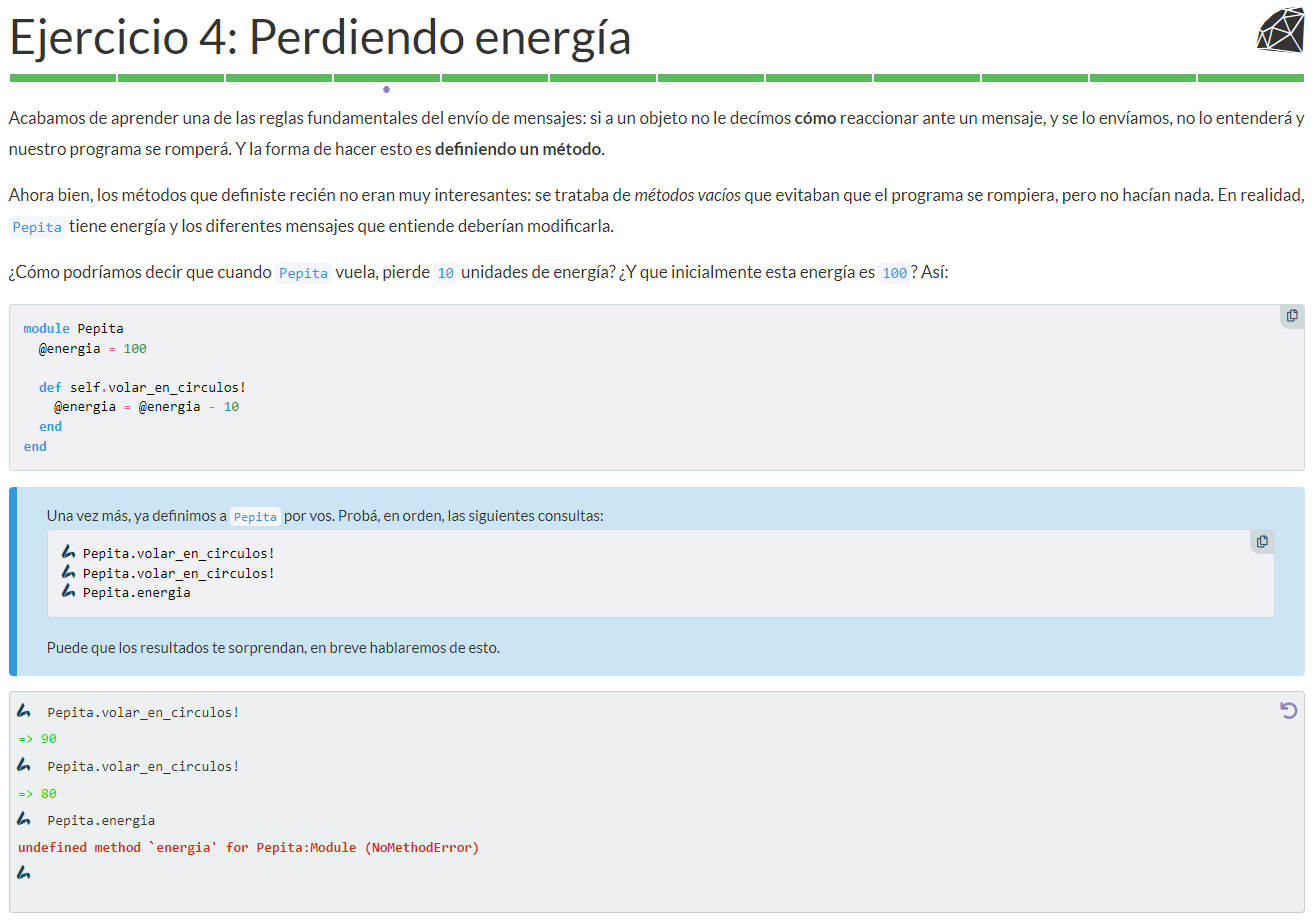 Ejercicio 4: Perdiendo energía
Acabamos de aprender una de las reglas fundamentales del envío de mensajes: si a un objeto no le decímos cómo reaccionar ante un mensaje, y se lo envíamos, no lo entenderá y
nuestro programa se romperá. Y la forma de hacer esto es definiendo un método.
Ahora bien, los métodos que definiste recién no eran muy interesantes: se trataba de métodos vacíos que evitaban que el programa se rompiera, pero no hacían nada. En realidad,
Pepita tiene energía y los diferentes mensajes que entiende deberían modificarla.
¿Cómo podríamos decir que cuando Pepita vuela, pierde 10 unidades de energía? ¿Y que inicialmente esta energía es 100? Así:
module Pepita
  @energia = 100
  def self.volar_en_circulos!
    @energia = @energia - 10
  end
end
Una vez más, ya definimos a Pepita por vos. Probá, en orden, las siguientes consultas:
Pepita.volar_en_circulos!
Pepita.volar_en_circulos!
Pepita.energia
Puede que los resultados te sorprendan, en breve hablaremos de esto.
Pepita.volar_en_circulos!
=> 90
Pepita.volar_en_circulos!
=> 80
Pepita.energia
undefined method `energia' for Pepita:Module (NoMethodError)